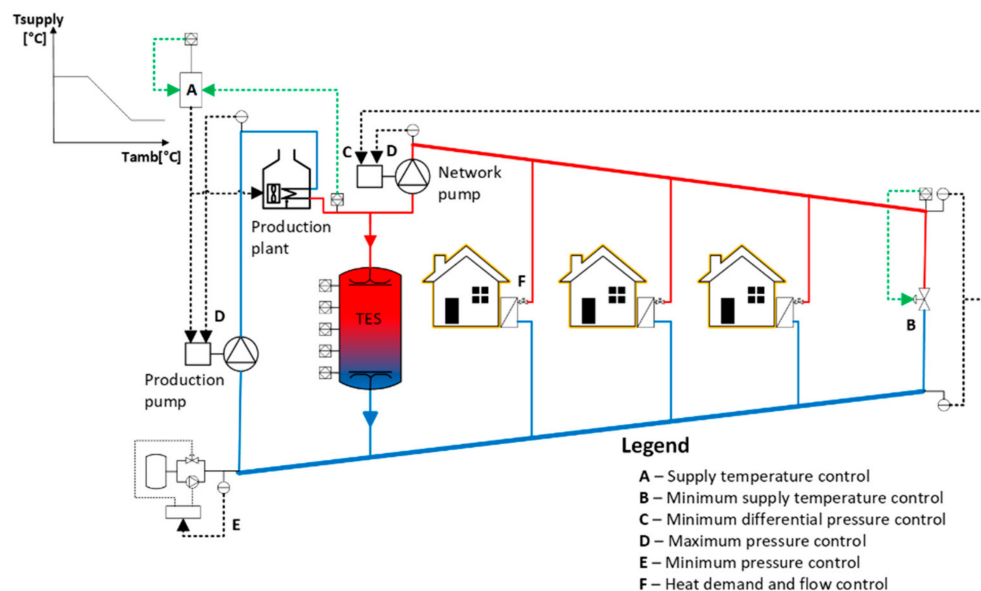 Tsupply
[°C]
A
Tamb[°C]
C
D
Network
pump
Production
plant
F
TES
B
D
Production
pump
E
Legend
A – Supply temperature control
B – Minimum supply temperature control
C – Minimum differential pressure control
D – Maximum pressure control
E – Minimum pressure control
F – Heat demand and flow control